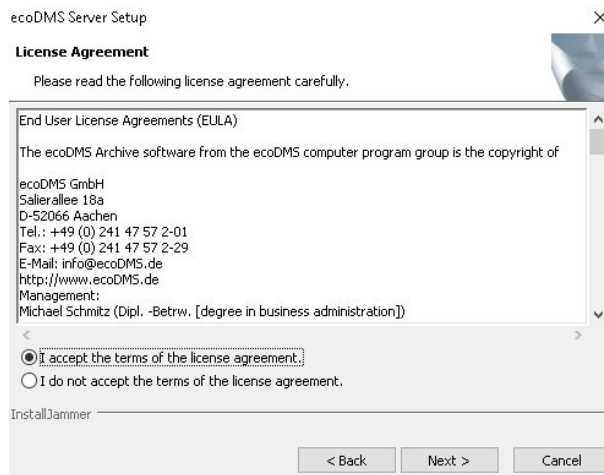 ecoDMS Server Setup
License Agreement
Please read the following license agreement carefully.
End User License Agreements (EULA)
The ecoDMS Archive software from the ecoDMS computer program group is the copyright of
ecoDMS GmbH
Salierallee 18a
D-52066 Aachen
Tel.: +49 (0) 241 47 57 2-01
Fax: +49 (0) 241 47 57 2-29
E-Mail: info@ecoDMS.de
http://www.ecoDMS.de
Management:
Michael Schmitz (Dipl. -Betrw. [degree in business administration])
I accept the terms of the license agreement.
I do not accept the terms of the license agreement.
InstallJammer
< Back Next > Cancel